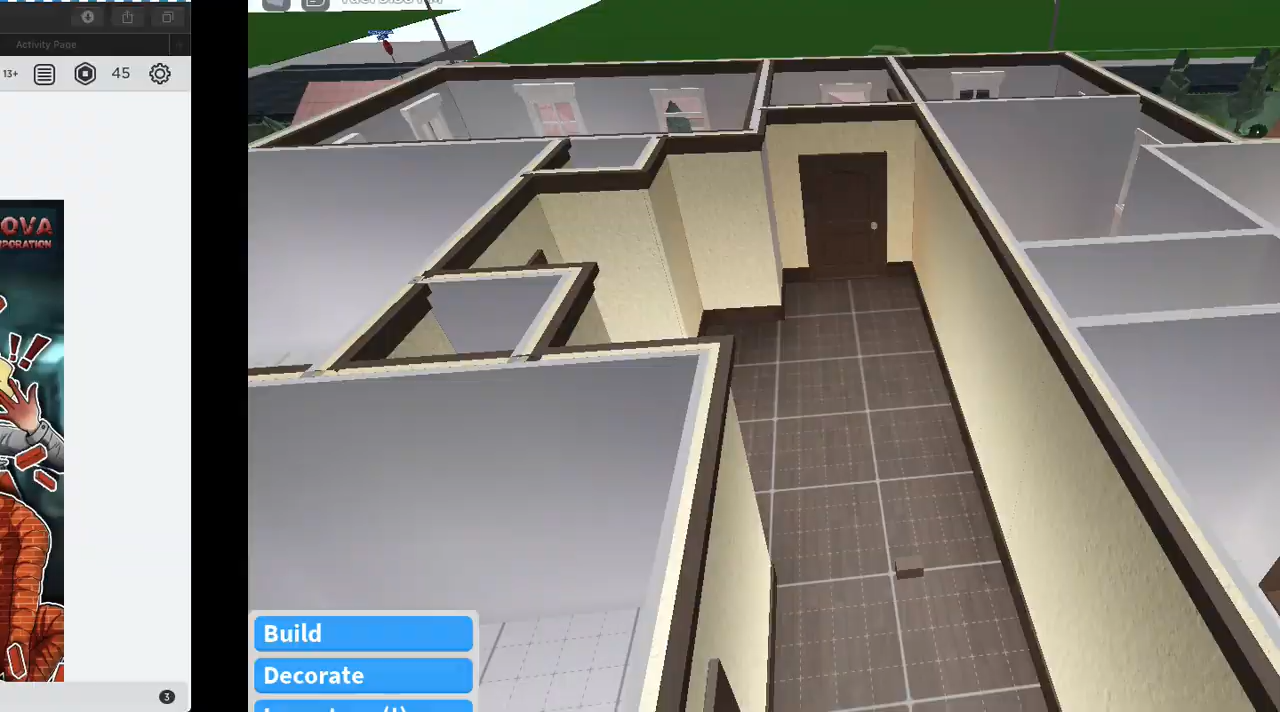 Activity Page
13+
45
OVA
PORATION
3
Build
Decorate